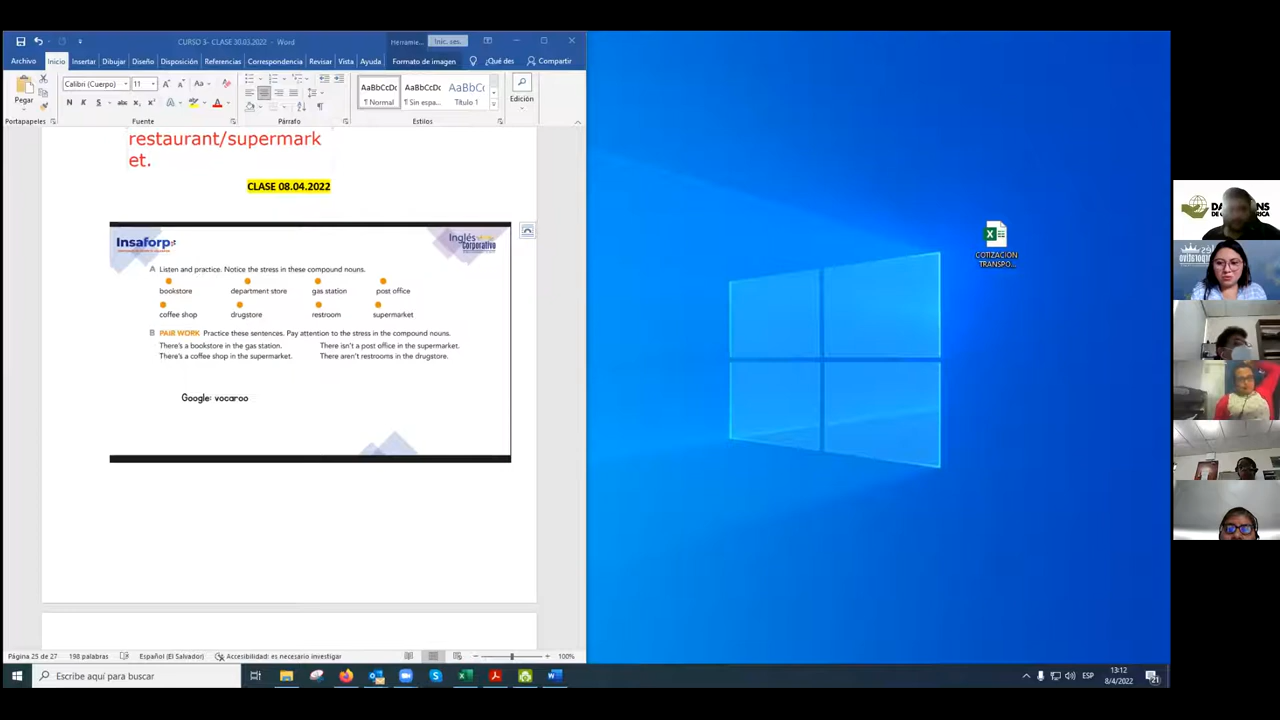 CURSO 3- CLASE 30.03.2022 - Word
Herramie...
Inic. ses.
Archivo
Inicio
Insertar
Dibujar
Diseño
Disposición
Referencias
Correspondencia
Revisar
Vista
Ayuda
Formato de imagen
¿Qué des
Compartir
Pegar
Calibri (Cuerpo)
11
N K S abc x₂ x²
AaBbCcDc
AaBbCcDc
AaBbCc
¶ Normal
¶ Sin espa...
Título 1
Edición
Portapapeles
Fuente
Párrafo
Estilos
restaurant/supermark
et.
CLASE 08.04.2022
Insaforp
Inglés
corporativo
A Listen and practice. Notice the stress in these compound nouns.
bookstore department store gas station post office
coffee shop drugstore restroom supermarket
B PAIR WORK Practice these sentences. Pay attention to the stress in the compound nouns.
There's a bookstore in the gas station. There isn't a post office in the supermarket.
There's a coffee shop in the supermarket. There aren't restrooms in the drugstore.
Google: vocaroo
Página 25 de 27
198 palabras
Español (El Salvador)
Accesibilidad: es necesario investigar
100%
COTIZACION
TRANSPO...
Escribe aquí para buscar
ESP
13:12
8/4/2022
21